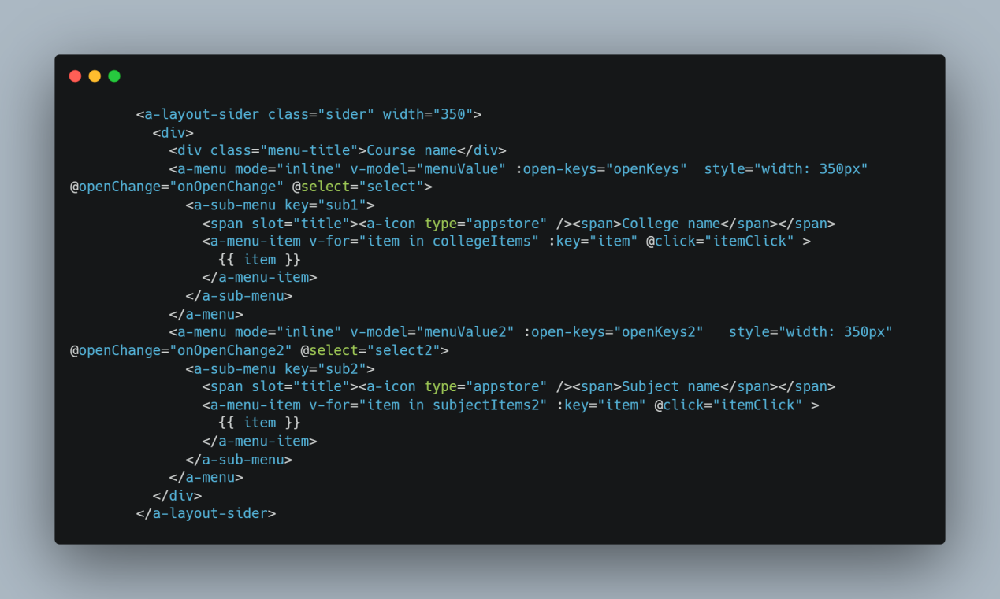 <a-layout-sider class="sider" width="350">
          <div>
            <div class="menu-title">Course name</div>
            <a-menu mode="inline" v-model="menuValue" :open-keys="openKeys"  style="width: 350px"
@openChange="onOpenChange" @select="select">
              <a-sub-menu key="sub1">
                <span slot="title"><a-icon type="appstore" /><span>College name</span></span>
                <a-menu-item v-for="item in collegeItems" :key="item" @click="itemClick" >
                  {{ item }}
                </a-menu-item>
              </a-sub-menu>
            </a-menu>
            <a-menu mode="inline" v-model="menuValue2" :open-keys="openKeys2"   style="width: 350px"
@openChange="onOpenChange2" @select="select2">
              <a-sub-menu key="sub2">
                <span slot="title"><a-icon type="appstore" /><span>Subject name</span></span>
                <a-menu-item v-for="item in subjectItems2" :key="item" @click="itemClick" >
                  {{ item }}
                </a-menu-item>
              </a-sub-menu>
            </a-menu>
          </div>
        </a-layout-sider>